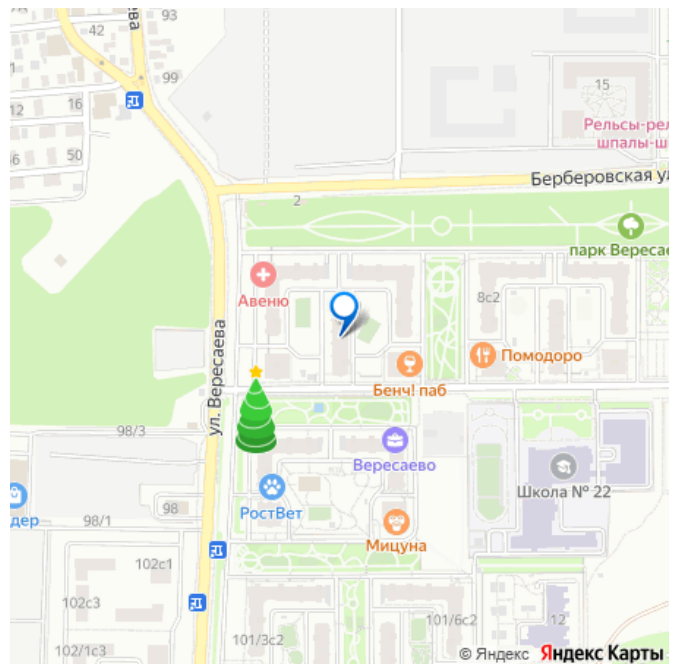 93
42
ева
99
16
12
50
15
Рельсы-рел
шпалы-ш
Берберовская ул
2
парк Вересае
Авеню
8с2
ул. Вересаева
Помодоро
Бенч! паб
98/3
Вересаево
Школа № 22
дер
98
РостВет
98/1
Мицуна
102с1
102с3
101/6с2
12
101/3с2
102/1с3
© Яндекс Яндекс Карты